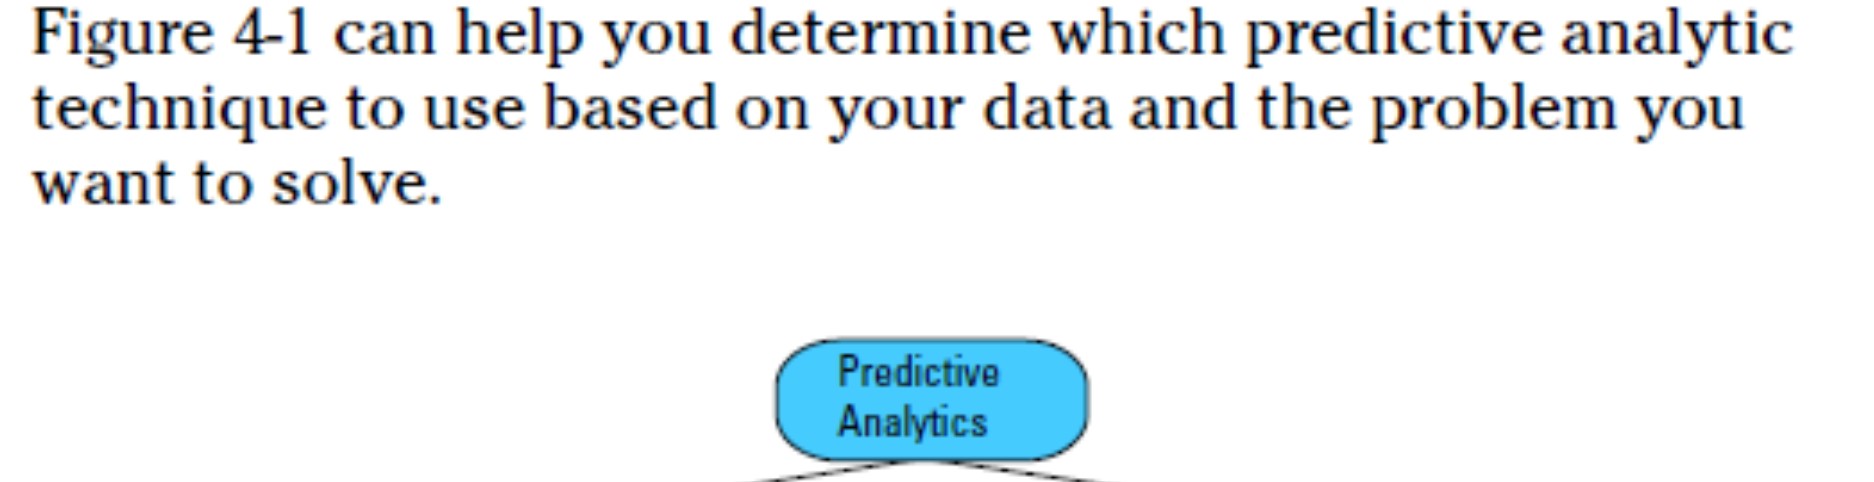 Figure 4-1 can help you determine which predictive analytic
technique to use based on your data and the problem you
want to solve.
Predictive
Analytics